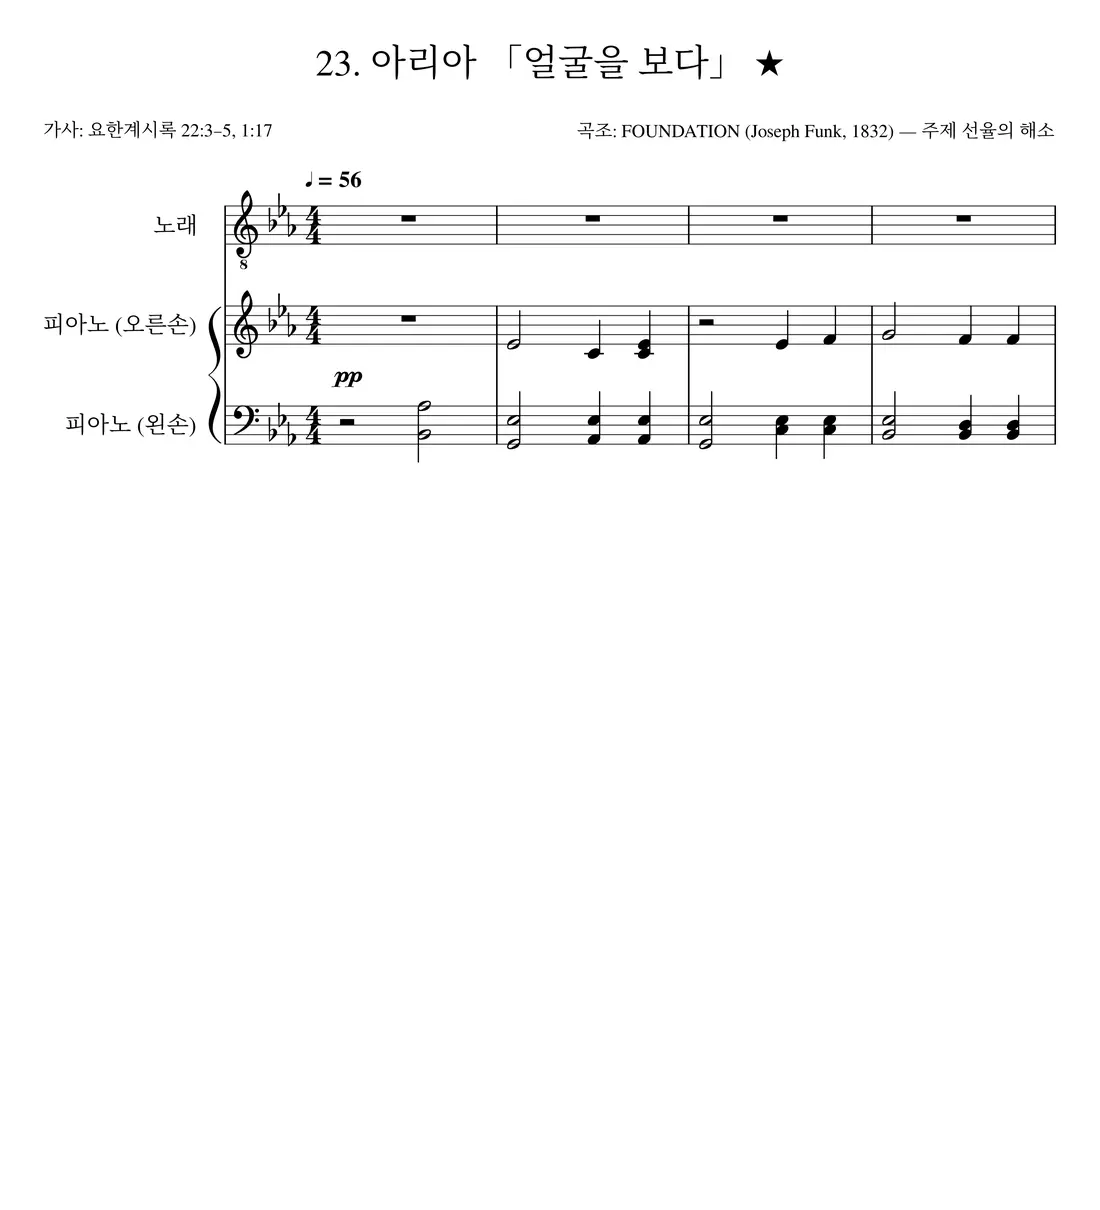 23. 아리아 「얼굴을 보다」 ★
가사: 요한계시록 22:3–5, 1:17
곡조: FOUNDATION (Joseph Funk, 1832) — 주제 선율의 해소
♩ = 56
노래
8
피아노 (오른손)
pp
피아노 (왼손)